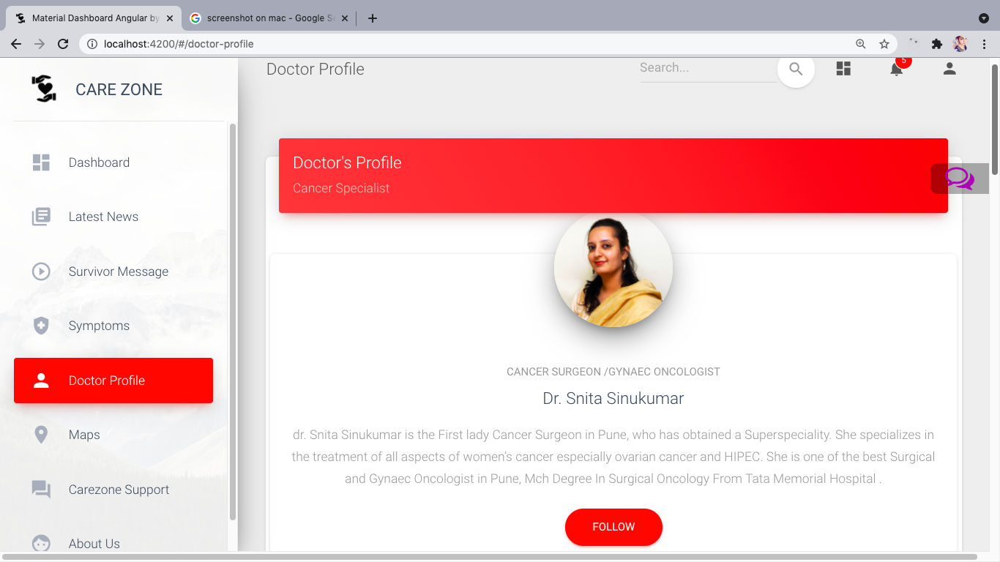 Material Dashboard Angular by
screenshot on mac - Google S
localhost:4200/#/doctor-profile
CARE ZONE
Dashboard
Latest News
Survivor Message
Symptoms
Doctor Profile
Maps
Carezone Support
About Us
Doctor Profile
Search...
5
Doctor's Profile
Cancer Specialist
CANCER SURGEON /GYNAEC ONCOLOGIST
Dr. Snita Sinukumar
dr. Snita Sinukumar is the First lady Cancer Surgeon in Pune, who has obtained a Superspeciality. She specializes in
the treatment of all aspects of women's cancer especially ovarian cancer and HIPEC. She is one of the best Surgical
and Gynaec Oncologist in Pune, Mch Degree In Surgical Oncology From Tata Memorial Hospital .
FOLLOW